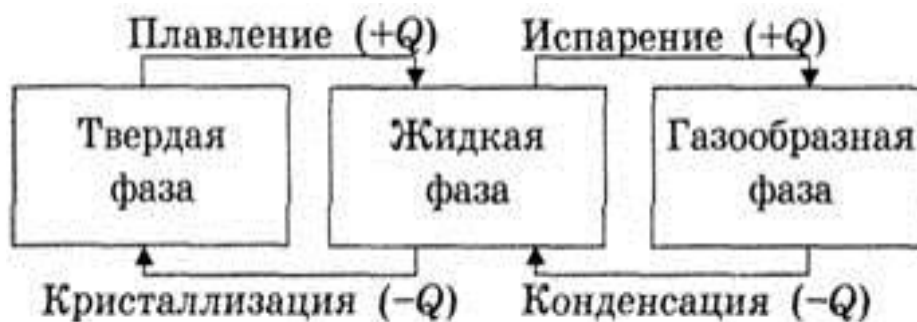 Плавление (+Q)
Испарение (+Q)
Твердая
фаза
Жидкая
фаза
Газообразная
фаза
Кристаллизация (−Q)
Конденсация (−Q)